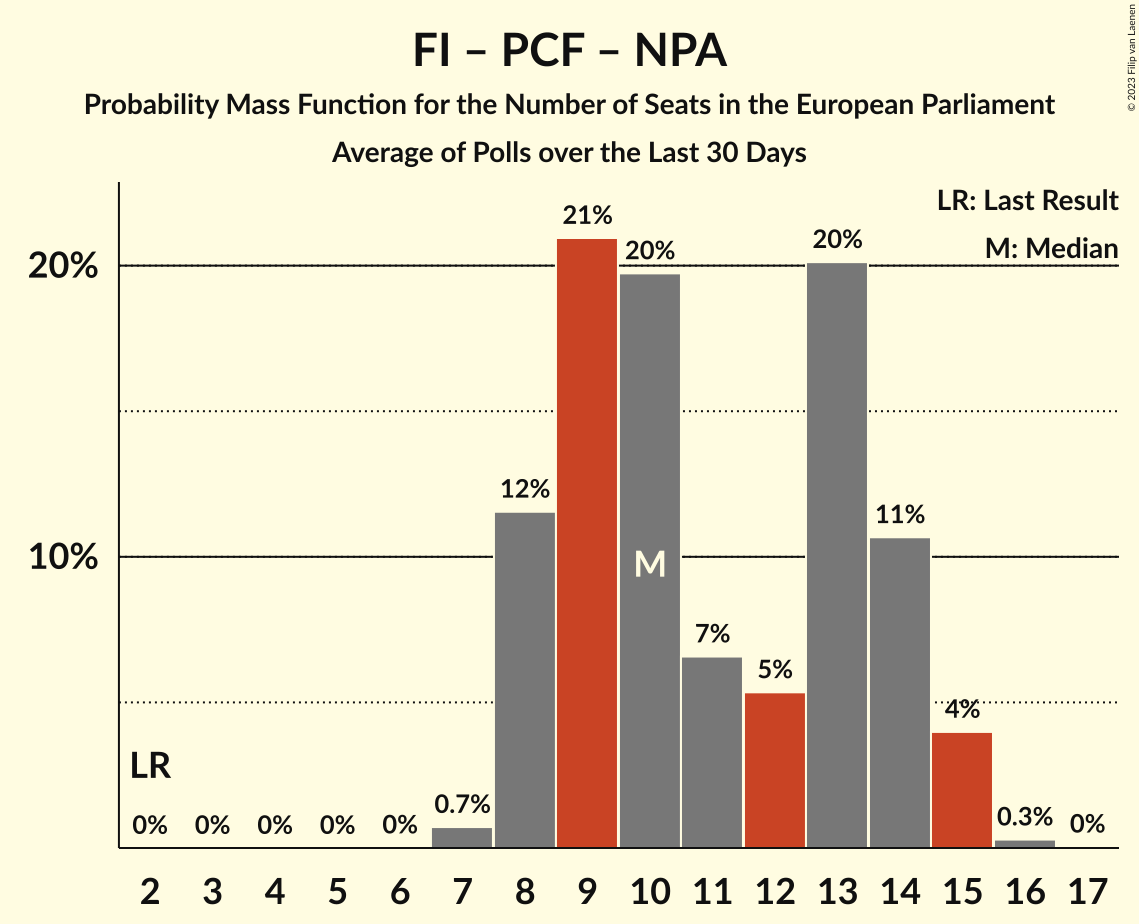 FI – PCF – NPA
Probability Mass Function for the Number of Seats in the European Parliament
Average of Polls over the Last 30 Days
© 2023 Filip van Laenen
LR: Last Result
M: Median
20%
10%
LR
M
0%
0%
0%
0%
0%
0.7%
12%
21%
20%
7%
5%
20%
11%
4%
0.3%
0%
2 3 4 5 6 7 8 9 10 11 12 13 14 15 16 17